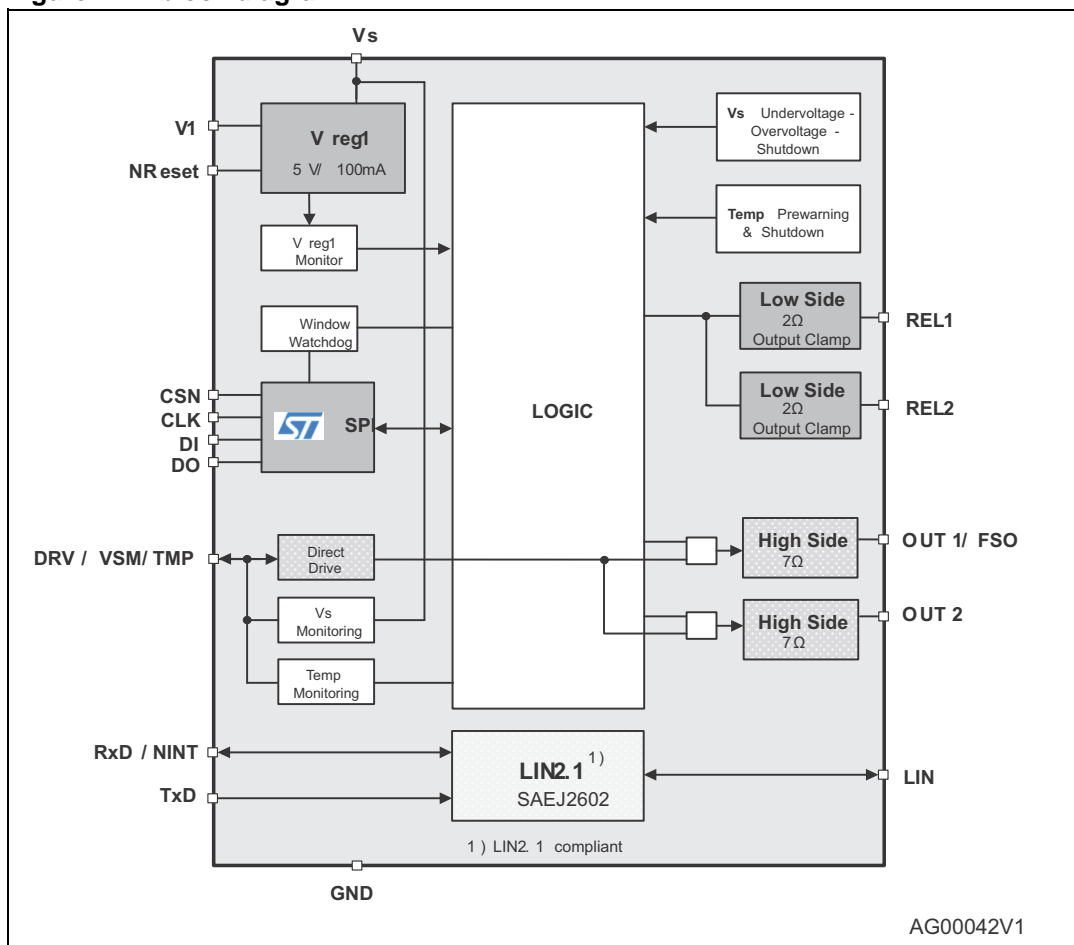 Vs
V1
NReset
V reg1
5 V/ 100mA
V reg1
Monitor
Window
Watchdog
CSN
CLK
DI
DO
ST
SPI
LOGIC
Vs Undervoltage -
Overvoltage -
Shutdown
Temp Prewarning
& Shutdown
Low Side
2Ω
Output Clamp
REL1
Low Side
2Ω
Output Clamp
REL2
DRV / VSM/ TMP
Direct
Drive
Vs
Monitoring
Temp
Monitoring
High Side
7Ω
OUT 1/ FSO
High Side
7Ω
OUT 2
RxD / NINT
TxD
LIN2.1 1)
SAEJ2602
LIN
1 ) LIN2. 1 compliant
GND
AG00042V1